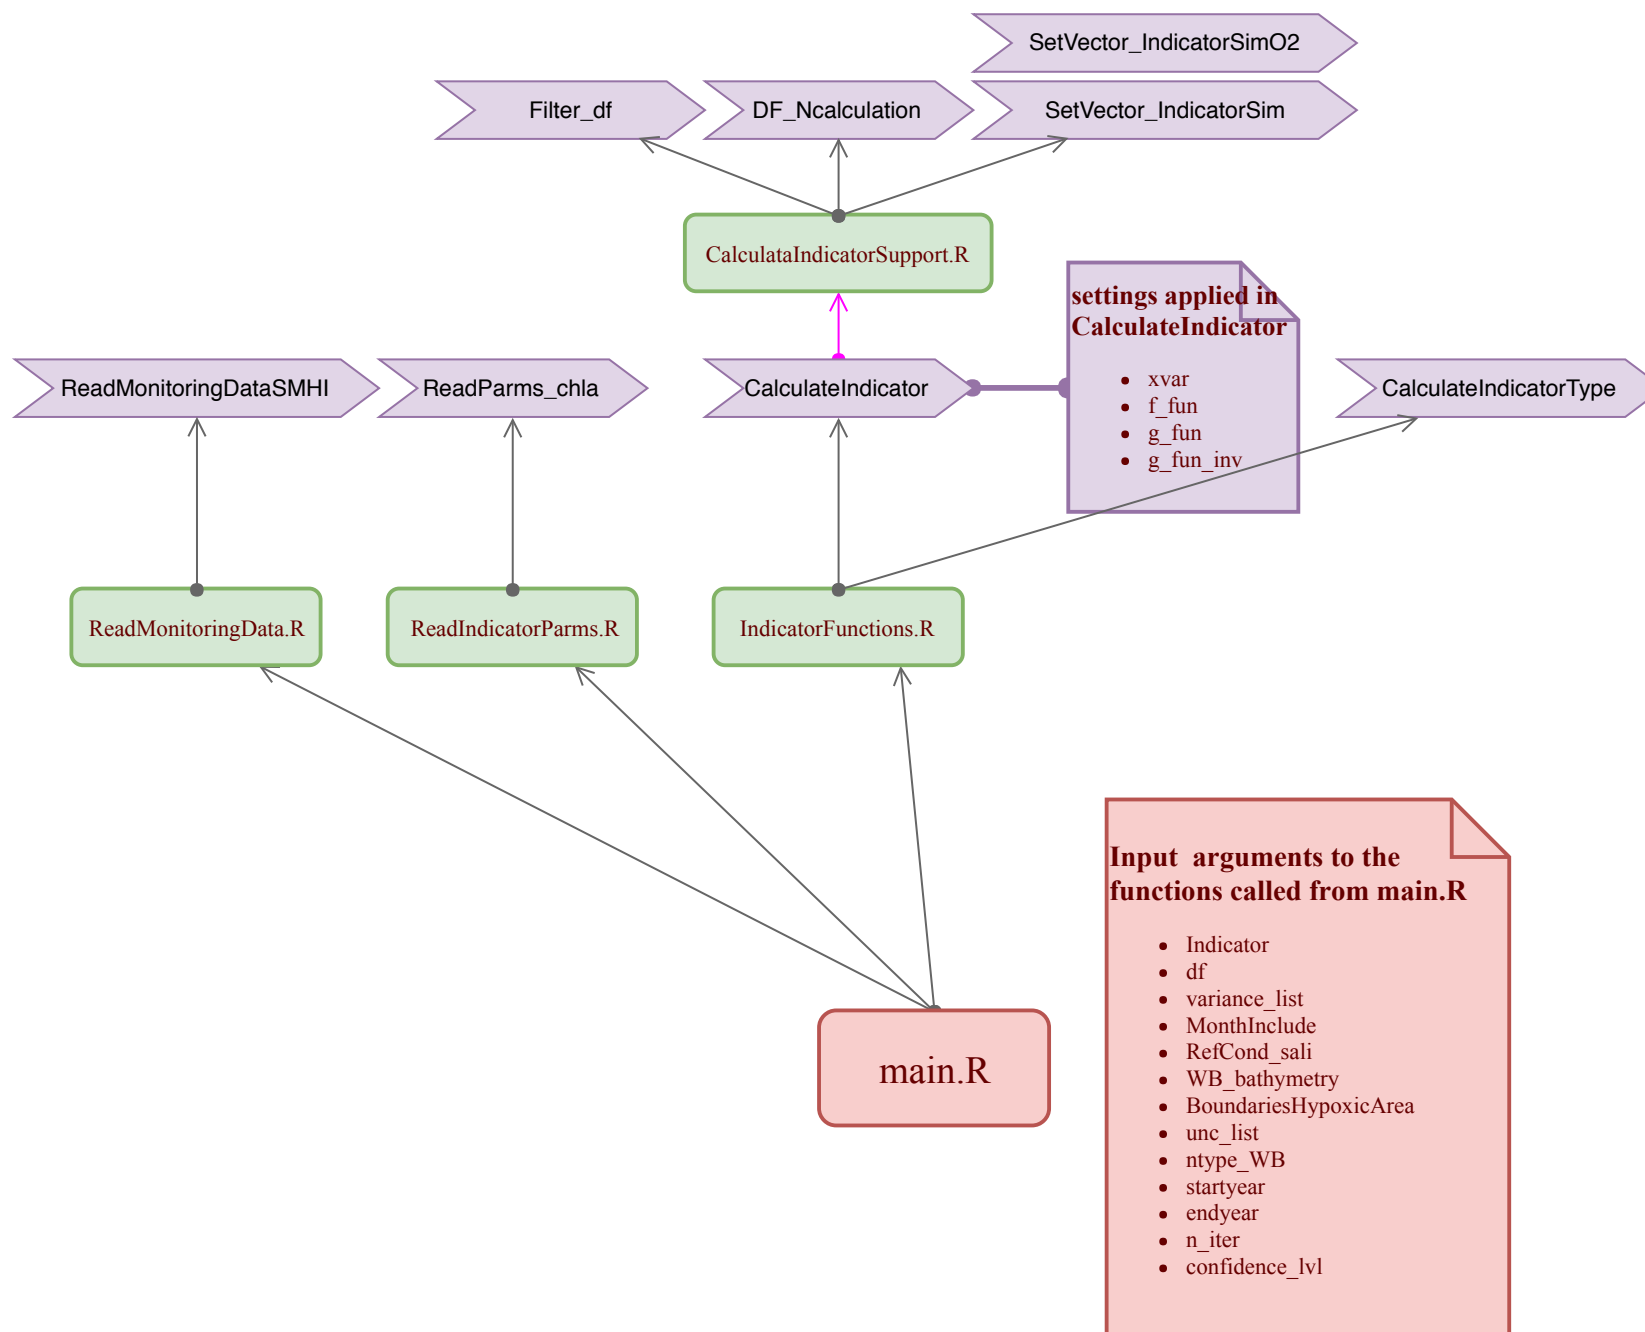 SetVector_IndicatorSimO2
Filter_df
DF_Ncalculation
SetVector_IndicatorSim
CalculataIndicatorSupport.R
settings applied in
CalculateIndicator
xvar
f_fun
g_fun
g_fun_inv
ReadMonitoringDataSMHI
ReadParms_chla
CalculateIndicator
CalculateIndicatorType
ReadMonitoringData.R
ReadIndicatorParms.R
IndicatorFunctions.R
main.R
Input  arguments to the
functions called from main.R
Indicator
df
variance_list
MonthInclude
RefCond_sali
WB_bathymetry
BoundariesHypoxicArea
unc_list
ntype_WB
startyear
endyear
n_iter
confidence_lvl